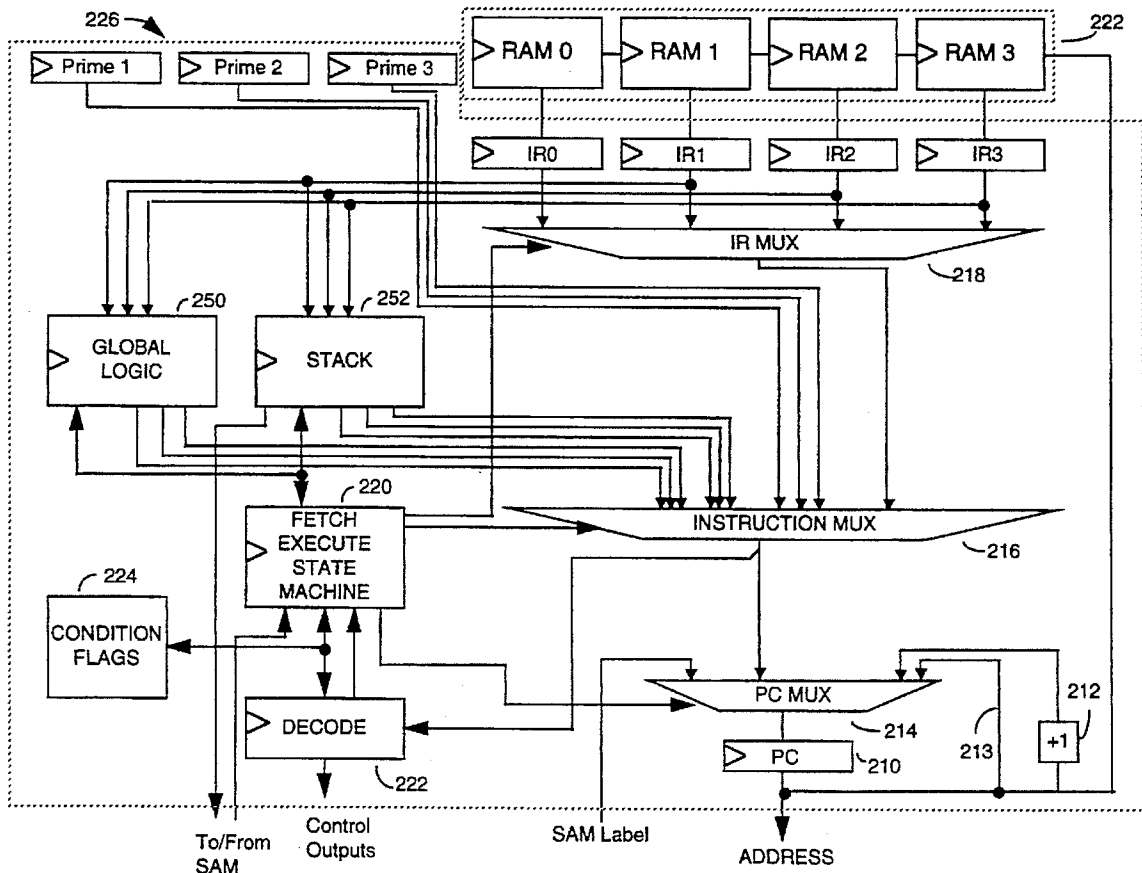 226
RAM 0
RAM 1
RAM 2
RAM 3
222
Prime 1
Prime 2
Prime 3
IR0
IR1
IR2
IR3
IR MUX
218
250
252
GLOBAL
LOGIC
STACK
220
FETCH
EXECUTE
STATE
MACHINE
INSTRUCTION MUX
216
224
CONDITION
FLAGS
PC MUX
214
212
+1
213
DECODE
222
PC
210
To/From
SAM
Control
Outputs
SAM Label
ADDRESS